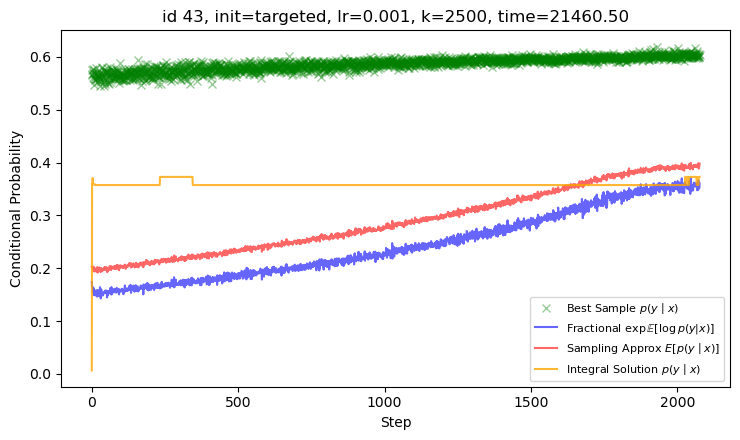 id 43, init=targeted, lr=0.001, k=2500, time=21460.50
Conditional Probability
0.6
0.5
0.4
0.3
0.2
0.1
0.0
Best Sample p(y | x)
Fractional exp𝔼[log p(y|x)]
Sampling Approx E[p(y | x)]
Integral Solution p(y | x)
0
500
1000
1500
2000
Step